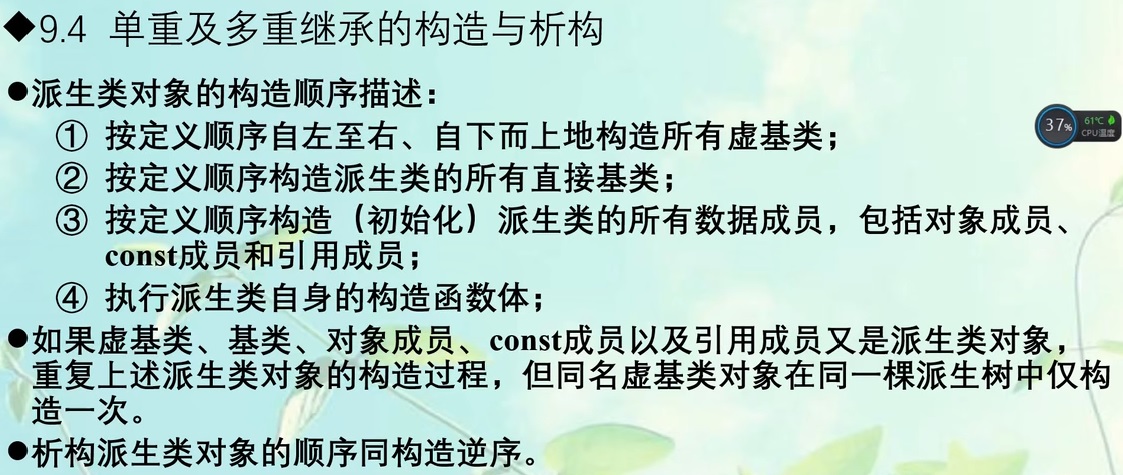 ◆9.4 单重及多重继承的构造与析构
●派生类对象的构造顺序描述：
① 按定义顺序自左至右、自下而上地构造所有虚基类；
② 按定义顺序构造派生类的所有直接基类；
③ 按定义顺序构造（初始化）派生类的所有数据成员，包括对象成员、
const成员和引用成员；
④ 执行派生类自身的构造函数体；
●如果虚基类、基类、对象成员、const成员以及引用成员又是派生类对象，
重复上述派生类对象的构造过程，但同名虚基类对象在同一棵派生树中仅构
造一次。
●析构派生类对象的顺序同构造逆序。
37%
61℃
CPU温度